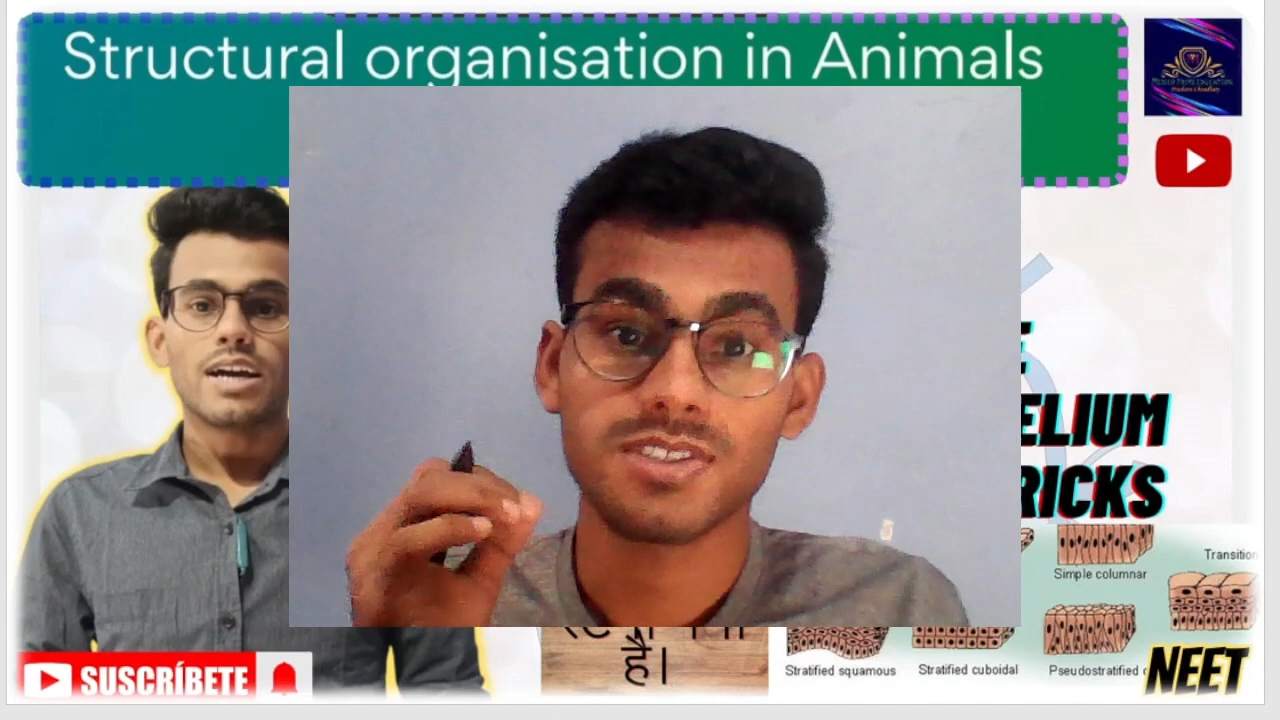 Structural organisation in Animals
ELIUM
RICKS
Simple columnar
Transition
Stratified squamous
Stratified cuboidal
Pseudostratified
है।
SUSCRÍBETE
NEET